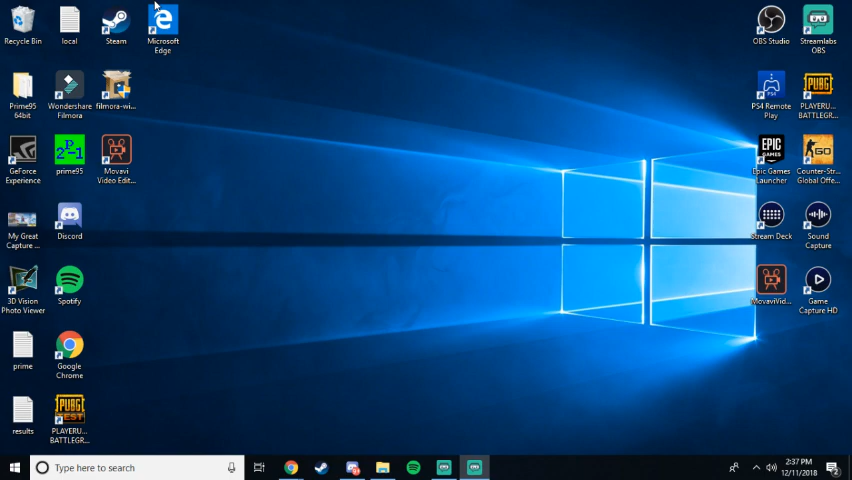 Recycle Bin
local
Steam
Microsoft
Edge
OBS Studio
Streamlabs
OBS
Prime95
64bit
Wondershare
Filmora
filmora-wi...
PS4 Remote
Play
PLAYERU...
BATTLEGR...
GeForce
Experience
prime95
Movavi
Video Edit...
Epic Games
Launcher
Counter-Str...
Global Offe...
My Great
Capture ...
Discord
Stream Deck
Sound
Capture
3D Vision
Photo Viewer
Spotify
MovaviVid...
Game
Capture HD
prime
Google
Chrome
results
PLAYERU...
BATTLEGR...
Type here to search
2:37 PM
12/11/2018
2